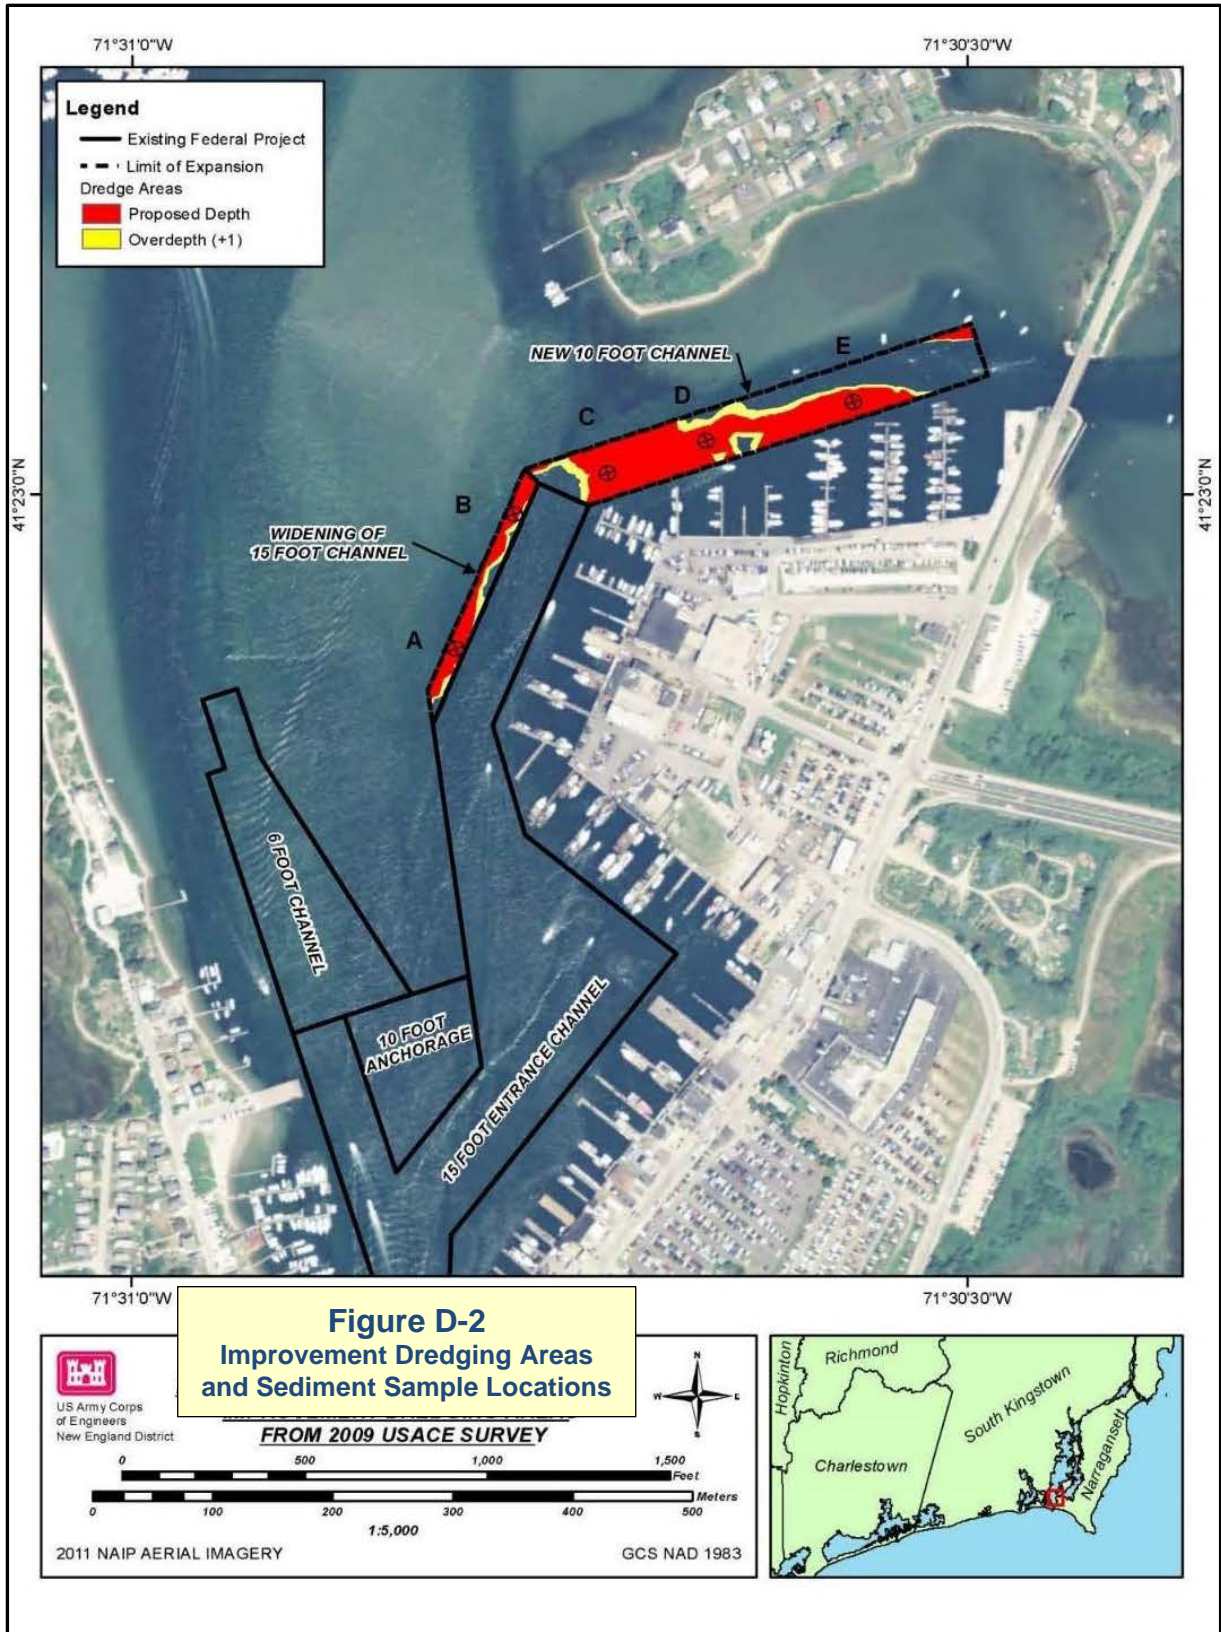 71°31'0"W
71°30'30"W
Legend
Existing Federal Project
Limit of Expansion
Dredge Areas
Proposed Depth
Overdepth (+1)
NEW 10 FOOT CHANNEL
E
D
C
B
WIDENING OF
15 FOOT CHANNEL
A
41°23'0"N
41°23'0"N
6 FOOT CHANNEL
10 FOOT
ANCHORAGE
15 FOOT ENTRANCE CHANNEL
71°31'0"W
71°30'30"W
Figure D-2
Improvement Dredging Areas
and Sediment Sample Locations
US Army Corps
of Engineers
New England District
FROM 2009 USACE SURVEY
N
W
E
S
0 500 1,000 1,500
Feet
Meters
0 100 200 300 400 500
1:5,000
2011 NAIP AERIAL IMAGERY
GCS NAD 1983
Hopkinton
Richmond
South Kingstown
Narragansett
Charlestown